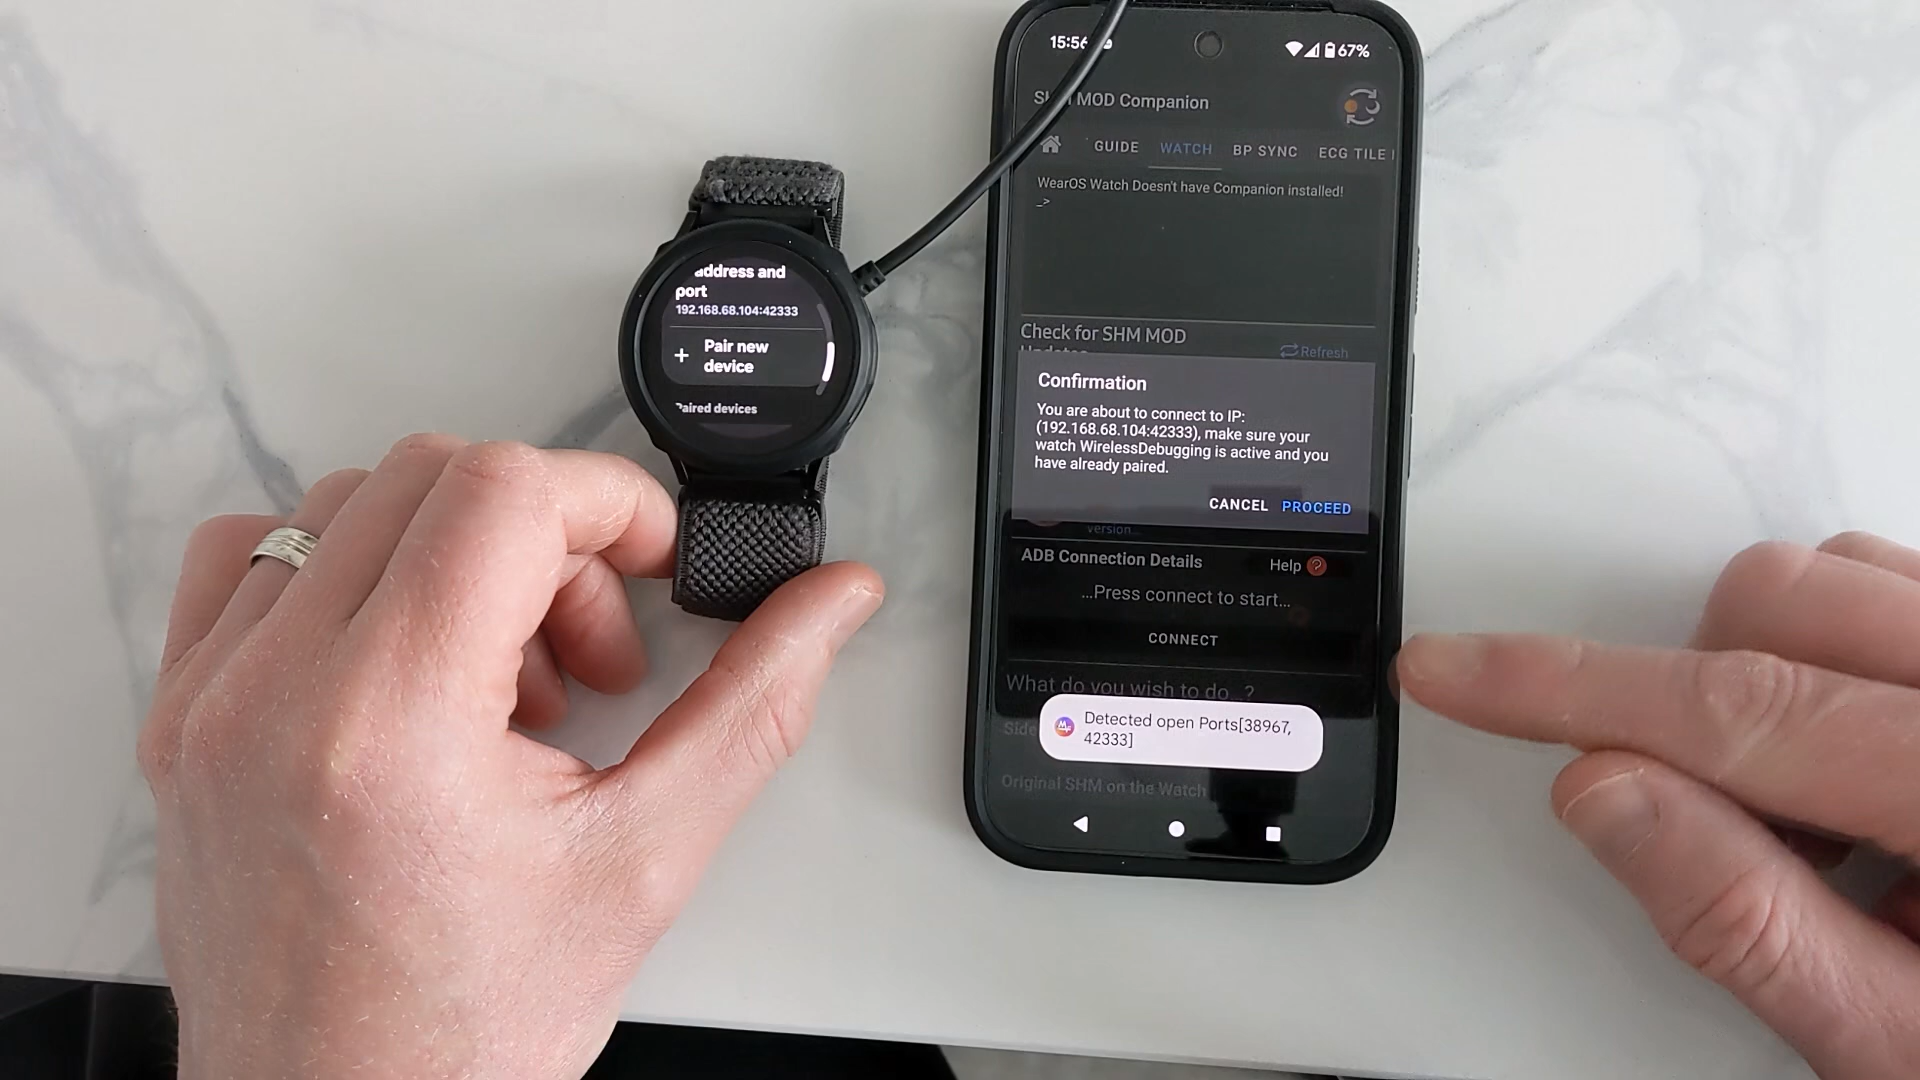 address and
port
192.168.68.104:42333
+ Pair new
device
Paired devices
15:56
67%
MOD Companion
GUIDE WATCH BP SYNC ECG TILE
WearOS Watch Doesn't have Companion installed!
_>
Check for SHM MOD
Refresh
Confirmation
You are about to connect to IP:
(192.168.68.104:42333), make sure your
watch WirelessDebugging is active and you
have already paired.
CANCEL PROCEED
version...
ADB Connection Details
Help ?
...Press connect to start...
CONNECT
What do you wish to do_?
Detected open Ports[38967,
42333]
Side
Original SHM on the Watch